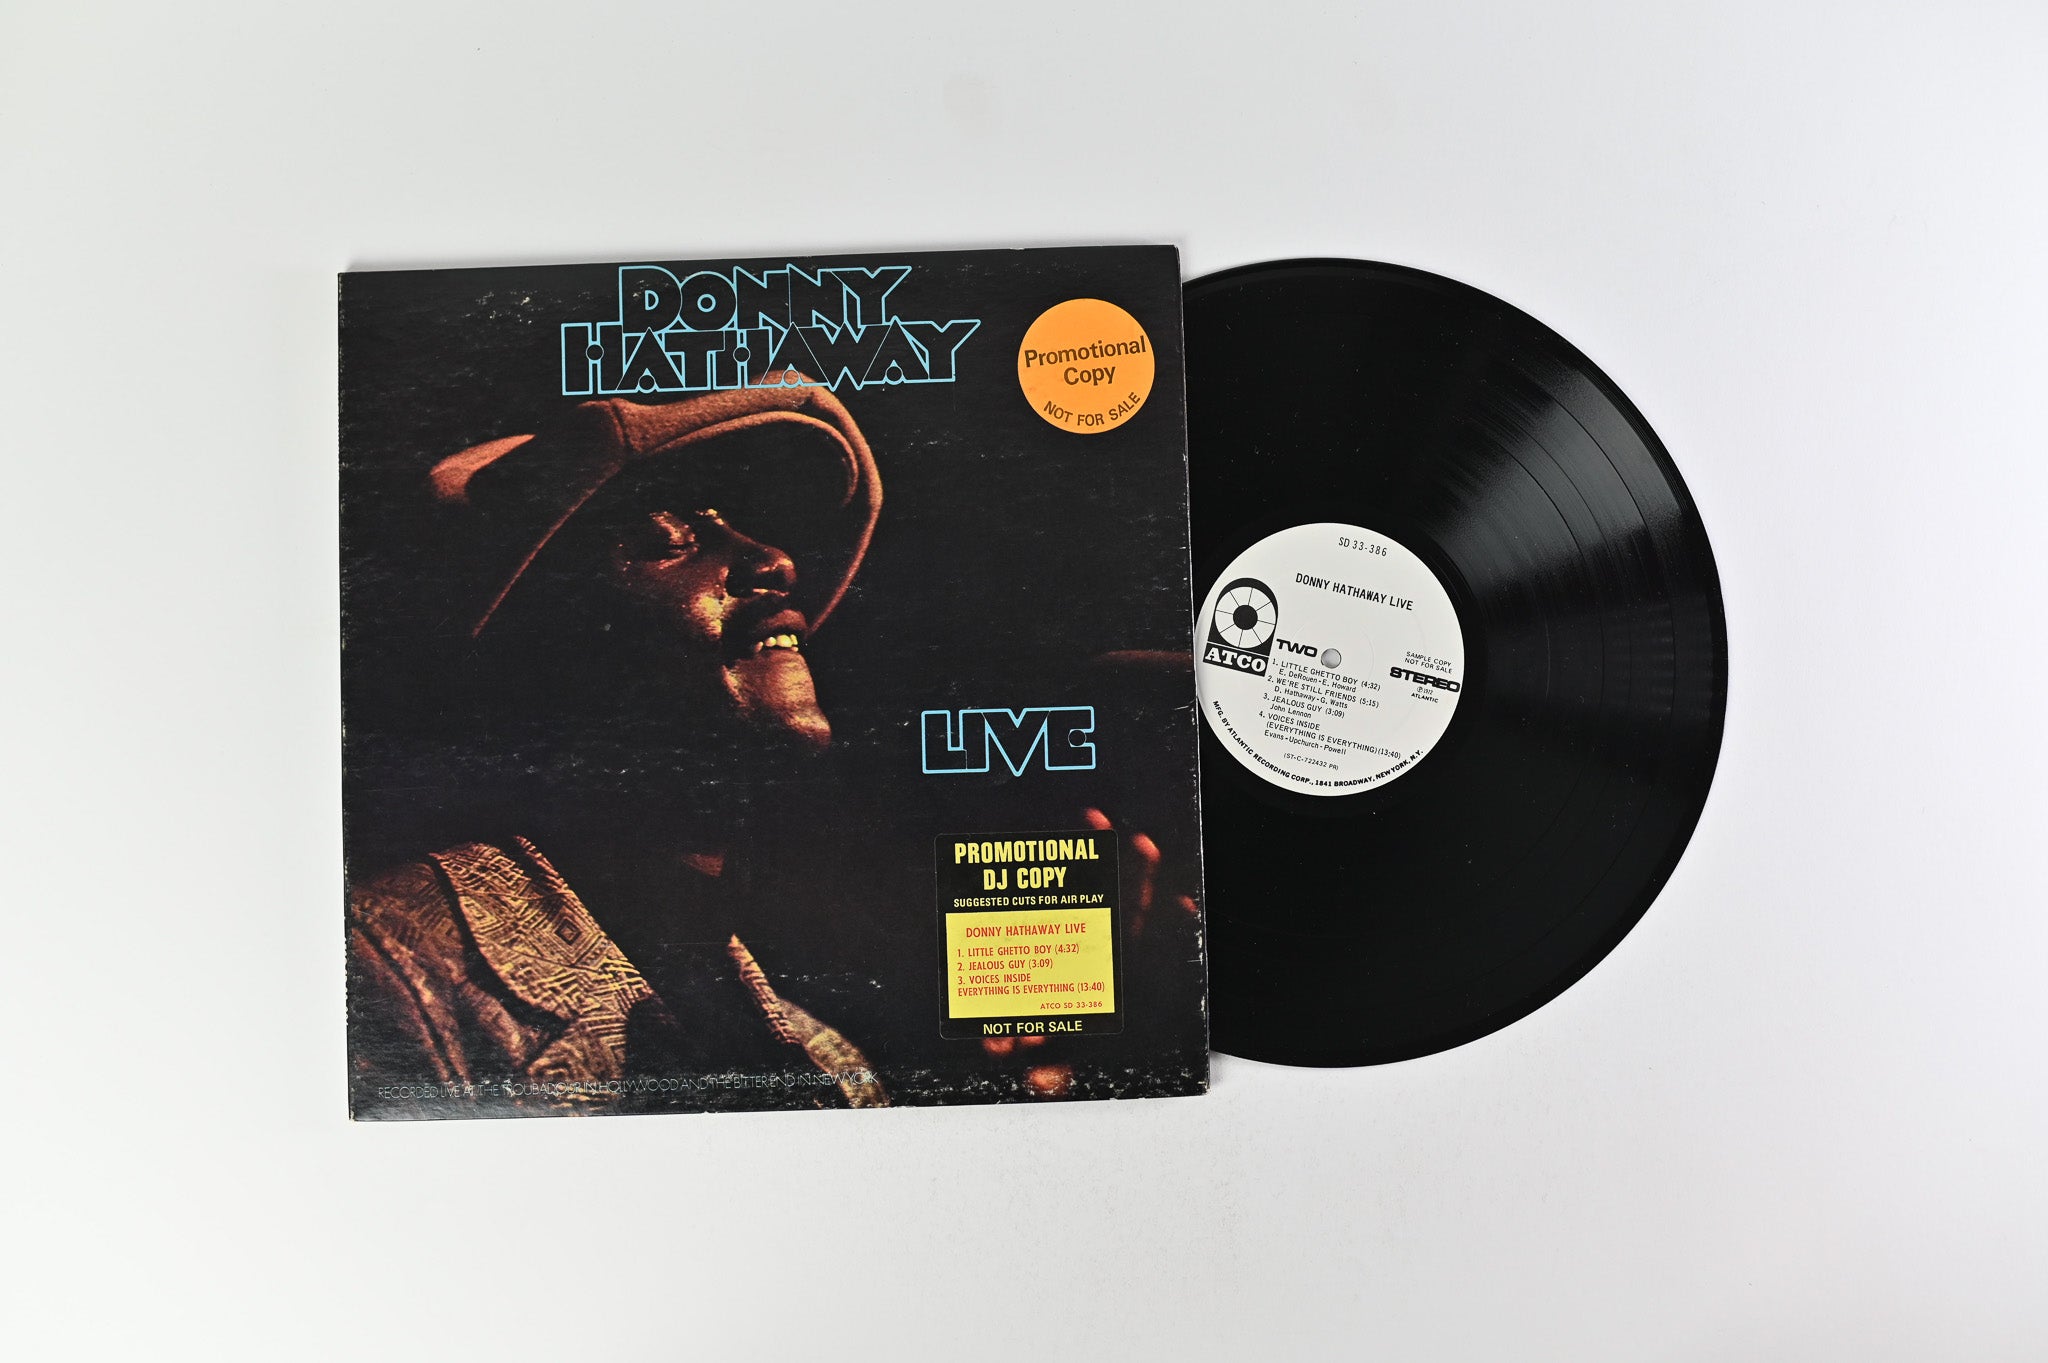 DONNY
HATHAWAY
Promotional
Copy
NOT FOR SALE
LIVE
PROMOTIONAL
DJ COPY
SUGGESTED CUTS FOR AIR PLAY
DONNY HATHAWAY LIVE
1. LITTLE GHETTO BOY (4:32)
2. JEALOUS GUY (3:09)
3. VOICES INSIDE
EVERYTHING IS EVERYTHING (13:40)
ATCO SD 33-386
NOT FOR SALE
RECORDED LIVE AT THE TROUBADOUR IN HOLLYWOOD AND THE BITTER END IN NEW YORK
SD 33-386
DONNY HATHAWAY LIVE
ATCO
TWO
SAMPLE COPY
NOT FOR SALE
STEREO
℗1972
ATLANTIC
1. LITTLE GHETTO BOY (4:32)
E. DeRouen-E. Howard
2. WE'RE STILL FRIENDS (5:15)
D. Hathaway-G. Watts
3. JEALOUS GUY (3:09)
John Lennon
4. VOICES INSIDE
(EVERYTHING IS EVERYTHING)(13:40)
Evans-Upchurch-Powell
(ST-C-722432 PR)
MFG. BY ATLANTIC RECORDING CORP., 1841 BROADWAY, NEW YORK, N.Y.